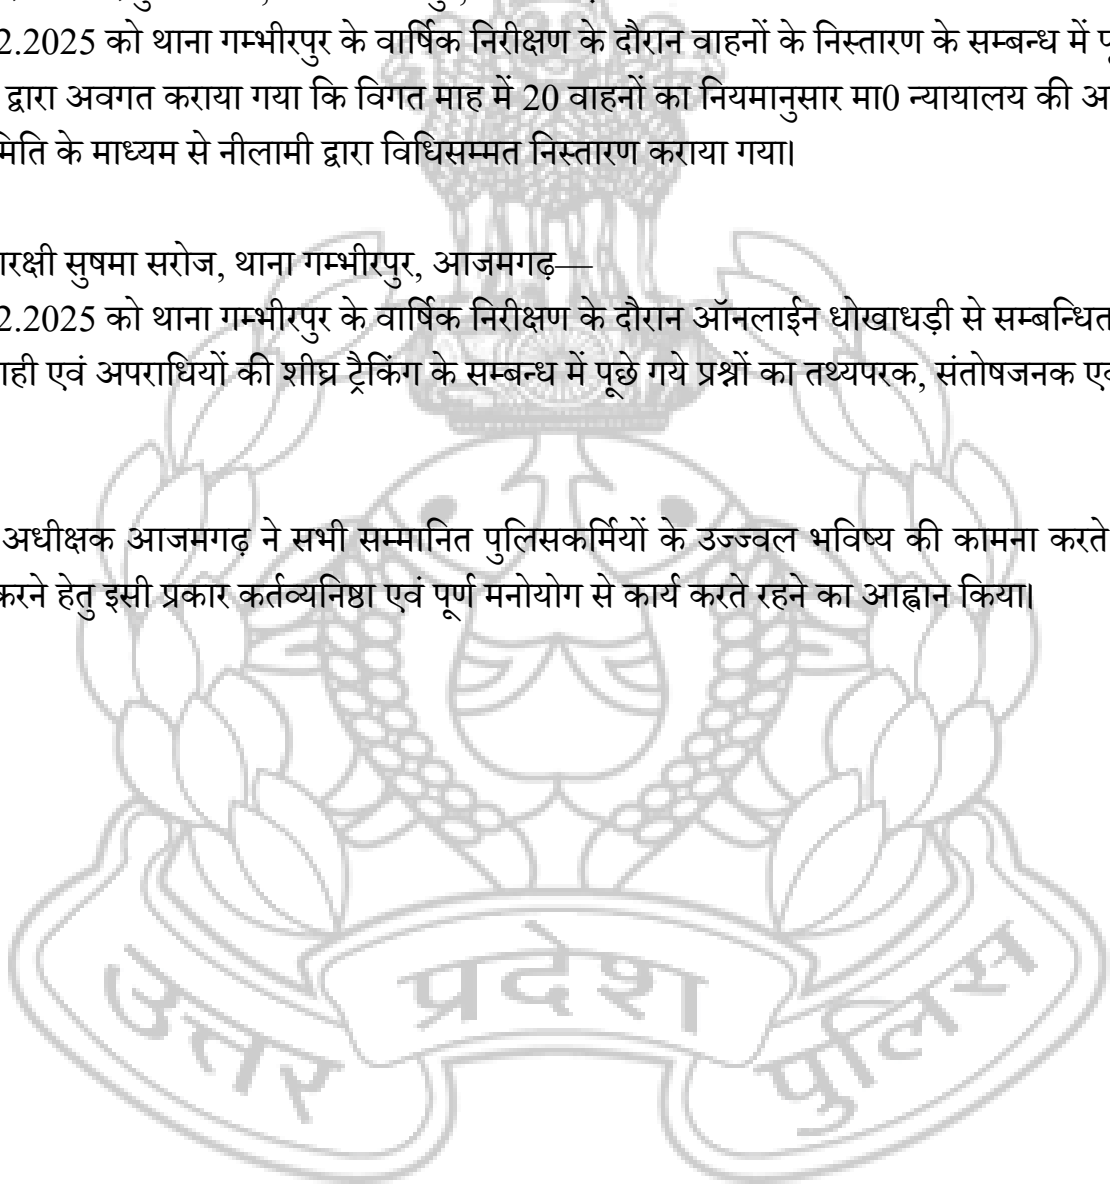 2.2025 को थाना गम्भीरपुर के वार्षिक निरीक्षण के दौरान वाहनों के निस्तारण के सम्बन्ध में
द्वारा अवगत कराया गया कि विगत माह में 20 वाहनों का नियमानुसार मा0 न्यायालय की
मिति के माध्यम से नीलामी द्वारा विधिसम्मत निस्तारण कराया गया।
रक्षी सुषमा सरोज, थाना गम्भीरपुर, आजमगढ़—
2.2025 को थाना गम्भीरपुर के वार्षिक निरीक्षण के दौरान ऑनलाईन धोखाधड़ी से सम्बन्धित
ाही एवं अपराधियों की शीघ्र ट्रैकिंग के सम्बन्ध में पूछे गये प्रश्नों का तथ्यपरक, संतोषजनक
अधीक्षक आजमगढ़ ने सभी सम्मानित पुलिसकर्मियों के उज्ज्वल भविष्य की कामना करते
करने हेतु इसी प्रकार कर्तव्यनिष्ठा एवं पूर्ण मनोयोग से कार्य करते रहने का आह्वान किया।
उत्तर प्रदेश पुलिस